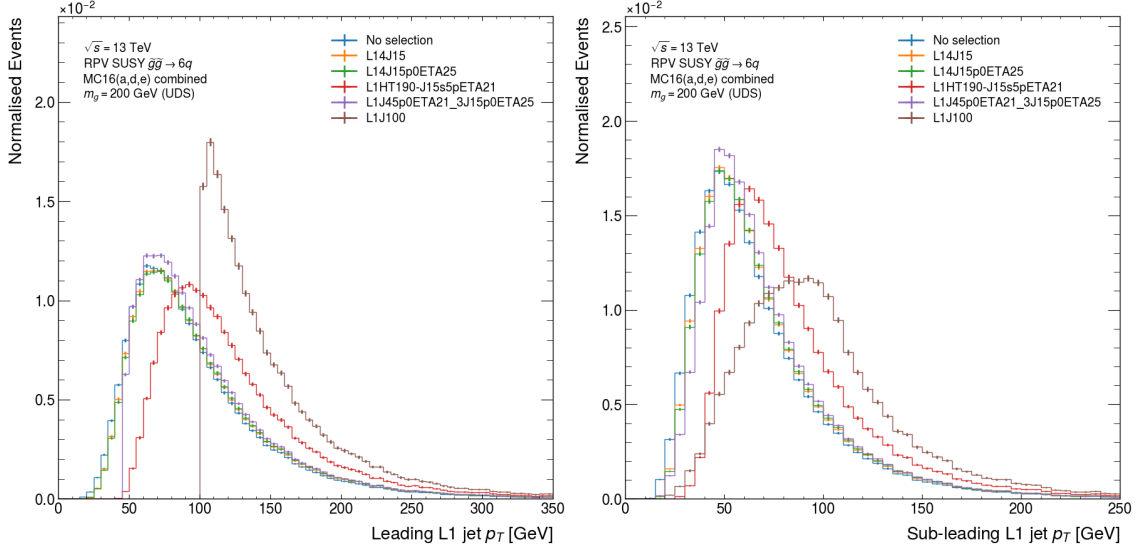 ×10⁻²
√s = 13 TeV
RPV SUSY g̃g̃ → 6q
MC16(a,d,e) combined
m_g = 200 GeV (UDS)
No selection
L14J15
L14J15p0ETA25
L1HT190-J15s5pETA21
L1J45p0ETA21_3J15p0ETA25
L1J100
Normalised Events
2.0
1.5
1.0
0.5
0.0
0 50 100 150 200 250 300 350
Leading L1 jet p_T [GeV]
×10⁻²
√s = 13 TeV
RPV SUSY g̃g̃ → 6q
MC16(a,d,e) combined
m_g = 200 GeV (UDS)
No selection
L14J15
L14J15p0ETA25
L1HT190-J15s5pETA21
L1J45p0ETA21_3J15p0ETA25
L1J100
Normalised Events
2.5
2.0
1.5
1.0
0.5
0.0
0 50 100 150 200 250
Sub-leading L1 jet p_T [GeV]